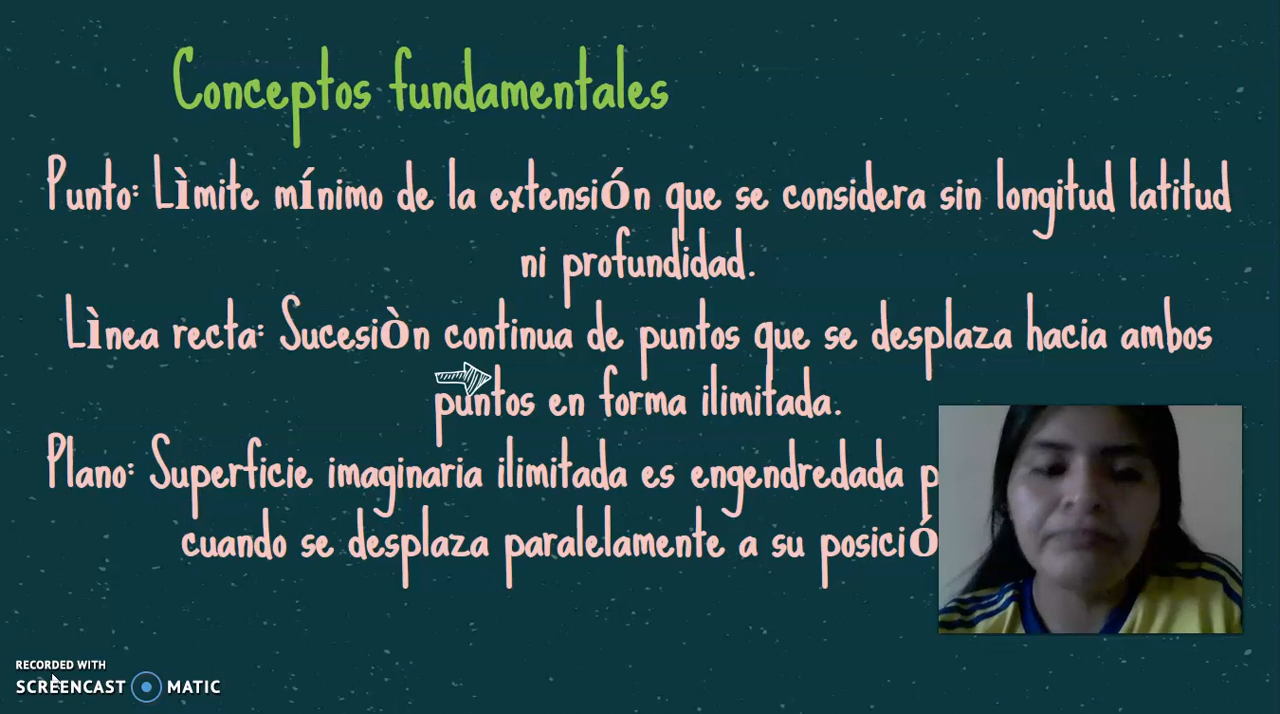 Conceptos fundamentales
Punto: Lìmite mínimo de la extensión que se considera sin longitud latitud
ni profundidad.
Lìnea recta: Sucesiòn continua de puntos que se desplaza hacia ambos
puntos en forma ilimitada.
Plano: Superficie imaginaria ilimitada es engendredada
cuando se desplaza paralelamente a su
RECORDED WITH
SCREENCAST MATIC